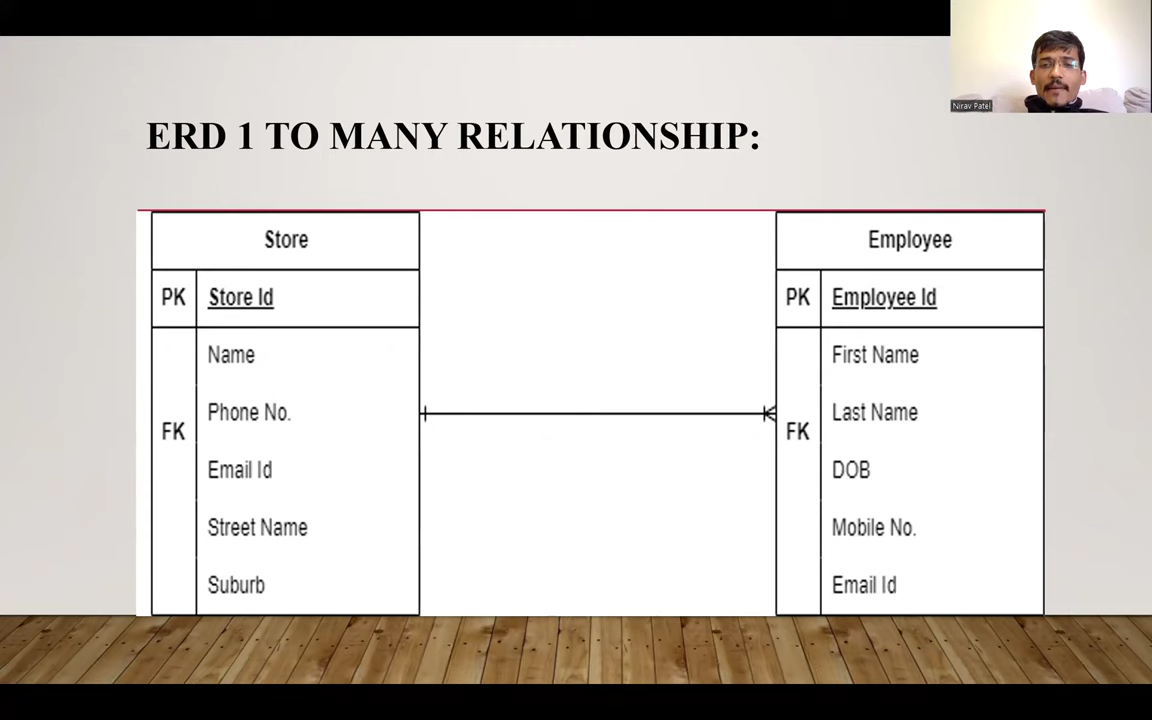 Nirav Patel
ERD 1 TO MANY RELATIONSHIP:
Store
PK Store Id
Name
Phone No.
FK
Email Id
Street Name
Suburb
Employee
PK Employee Id
First Name
Last Name
FK
DOB
Mobile No.
Email Id